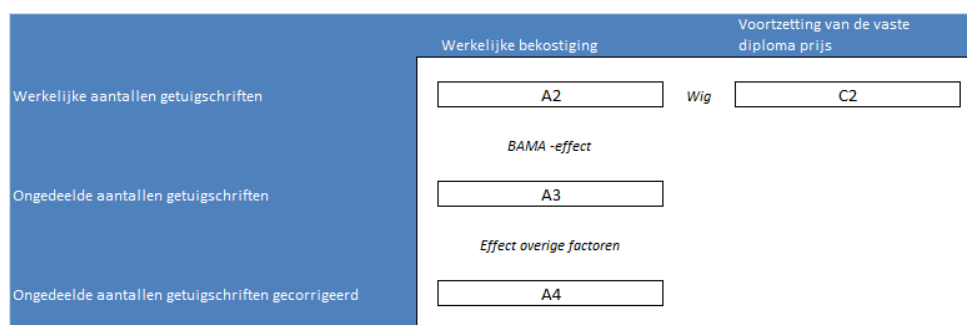 Werkelijke bekostiging
Voortzetting van de vaste
diploma prijs
Werkelijke aantallen getuigschriften
A2
Wig
C2
BAMA -effect
Ongedeelde aantallen getuigschriften
A3
Effect overige factoren
Ongedeelde aantallen getuigschriften gecorrigeerd
A4